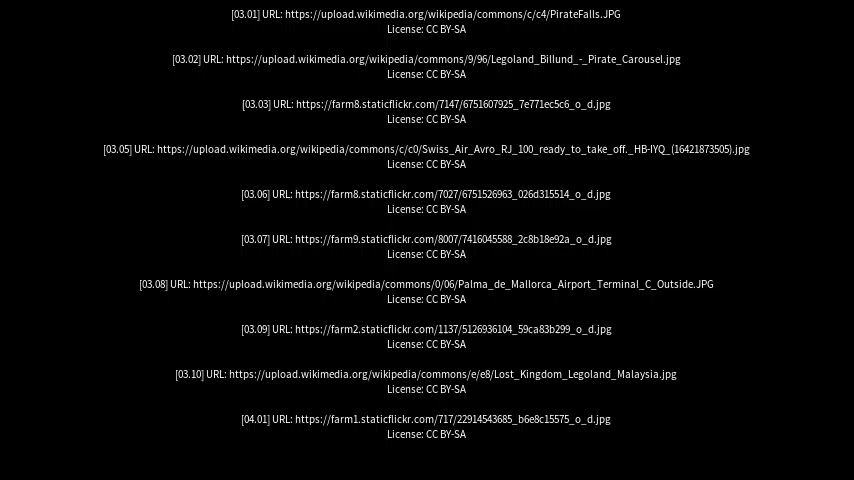 [03.01] URL: https://upload.wikimedia.org/wikipedia/commons/c/c4/PirateFalls.JPG
License: CC BY-SA
[03.02] URL: https://upload.wikimedia.org/wikipedia/commons/9/96/Legoland_Billund_-_Pirate_Carousel.jpg
License: CC BY-SA
[03.03] URL: https://farm8.staticflickr.com/7147/6751607925_7e771ec5c6_o_d.jpg
License: CC BY-SA
[03.05] URL: https://upload.wikimedia.org/wikipedia/commons/c/c0/Swiss_Air_Avro_RJ_100_ready_to_take_off._HB-IYQ_(16421873505).jpg
License: CC BY-SA
[03.06] URL: https://farm8.staticflickr.com/7027/6751526963_026d315514_o_d.jpg
License: CC BY-SA
[03.07] URL: https://farm9.staticflickr.com/8007/7416045588_2c8b18e92a_o_d.jpg
License: CC BY-SA
[03.08] URL: https://upload.wikimedia.org/wikipedia/commons/0/06/Palma_de_Mallorca_Airport_Terminal_C_Outside.JPG
License: CC BY-SA
[03.09] URL: https://farm2.staticflickr.com/1137/5126936104_59ca83b299_o_d.jpg
License: CC BY-SA
[03.10] URL: https://upload.wikimedia.org/wikipedia/commons/e/e8/Lost_Kingdom_Legoland_Malaysia.jpg
License: CC BY-SA
[04.01] URL: https://farm1.staticflickr.com/717/22914543685_b6e8c15575_o_d.jpg
License: CC BY-SA